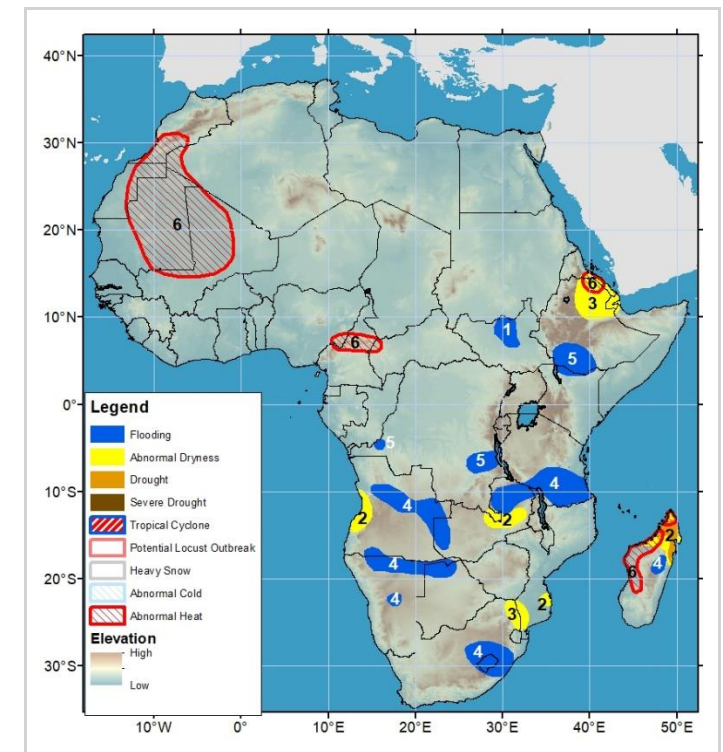 40°N
30°N
20°N
10°N
0°
10°S
20°S
30°S
6
6
3
1
6
5
5
5
4
4
2
2
2
4
6
4
4
2
3
4
Legend
Flooding
Abnormal Dryness
Drought
Severe Drought
Tropical Cyclone
Potential Locust Outbreak
Heavy Snow
Abnormal Cold
Abnormal Heat
Elevation
High
Low
10°W 0° 10°E 20°E 30°E 40°E 50°E